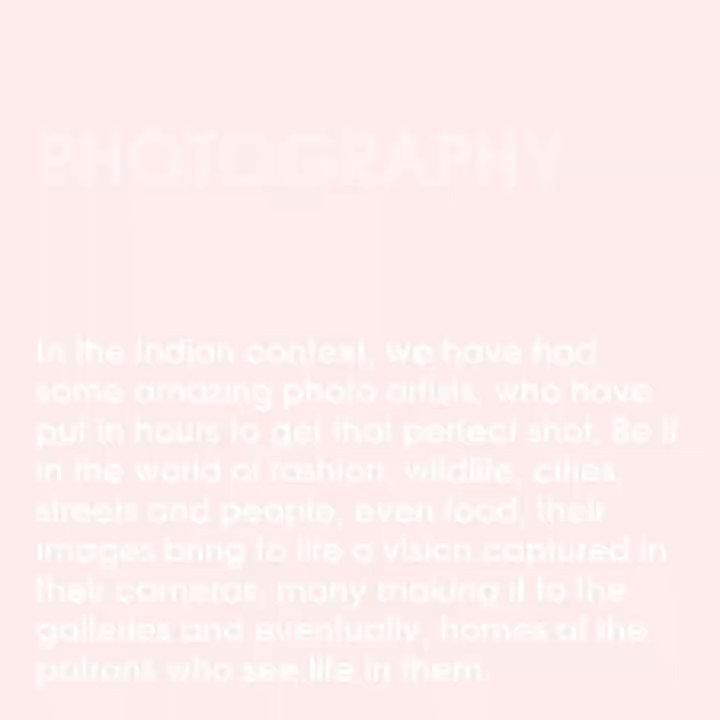 PHOTOGRAPHY
In the Indian context, we have had
some amazing photo artists, who have
put in hours to get that perfect shot. Be it
in the world of fashion, wildlife, cities,
streets and people, even food, their
images bring to life a vision captured in
their cameras, many making it to the
galleries and eventually, homes of the
patrons who see life in them.